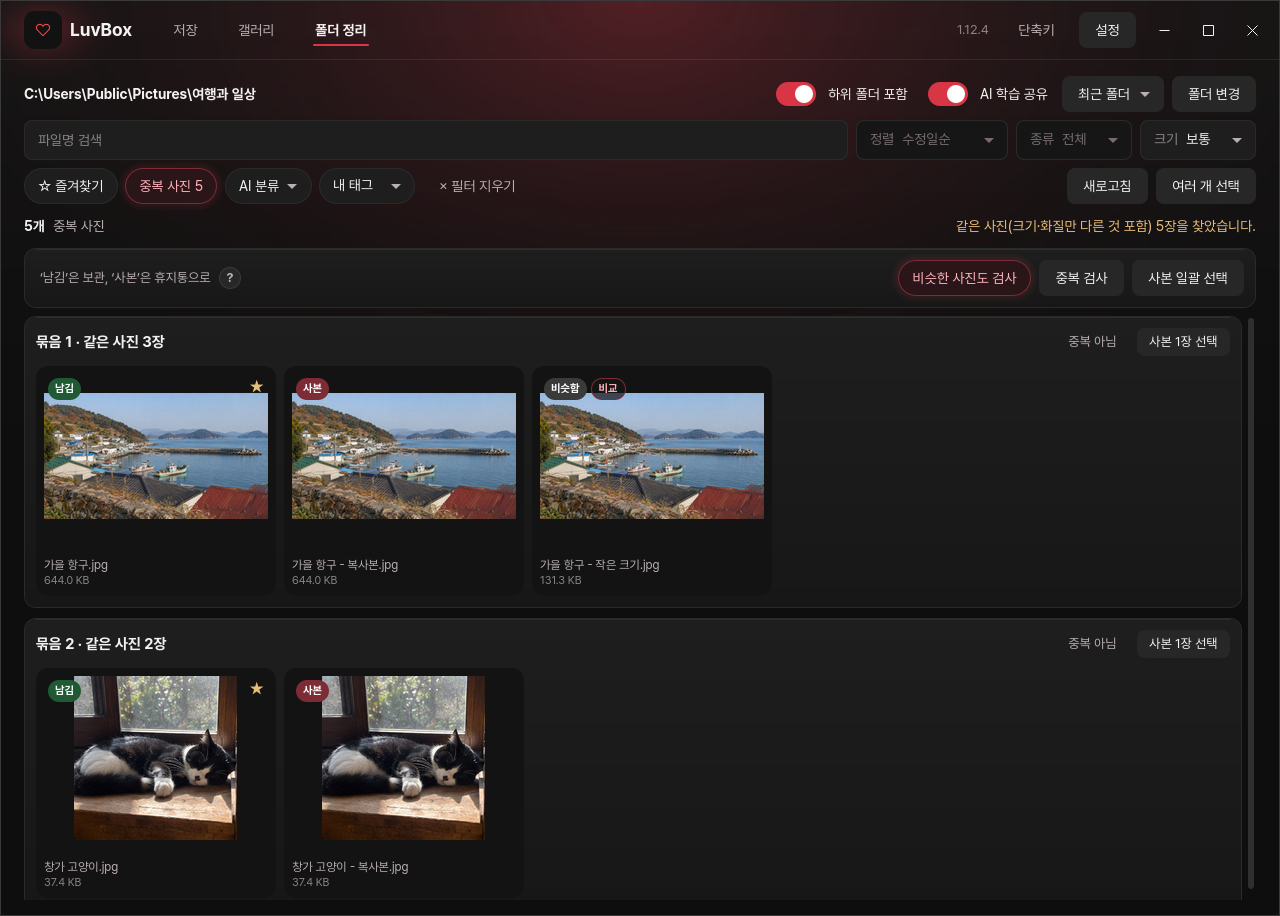 LuvBox 저장 갤러리 폴더 정리 1.12.4 단축키 설정
C:\Users\Public\Pictures\여행과 일상 하위 폴더 포함 AI 학습 공유 최근 폴더 폴더 변경
파일명 검색 정렬 수정일순 종류 전체 크기 보통
☆ 즐겨찾기 중복 사진 5 AI 분류 내 태그 × 필터 지우기 새로고침 여러 개 선택
5개 중복 사진 같은 사진(크기·화질만 다른 것 포함) 5장을 찾았습니다.
‘남김’은 보관, ‘사본’은 휴지통으로 ? 비슷한 사진도 검사 중복 검사 사본 일괄 선택
묶음 1 · 같은 사진 3장 중복 아님 사본 1장 선택
남김 ★ 사본 비슷함 비교
가을 항구.jpg 가을 항구 - 복사본.jpg 가을 항구 - 작은 크기.jpg
644.0 KB 644.0 KB 131.3 KB
묶음 2 · 같은 사진 2장 중복 아님 사본 1장 선택
남김 ★ 사본
창가 고양이.jpg 창가 고양이 - 복사본.jpg
37.4 KB 37.4 KB